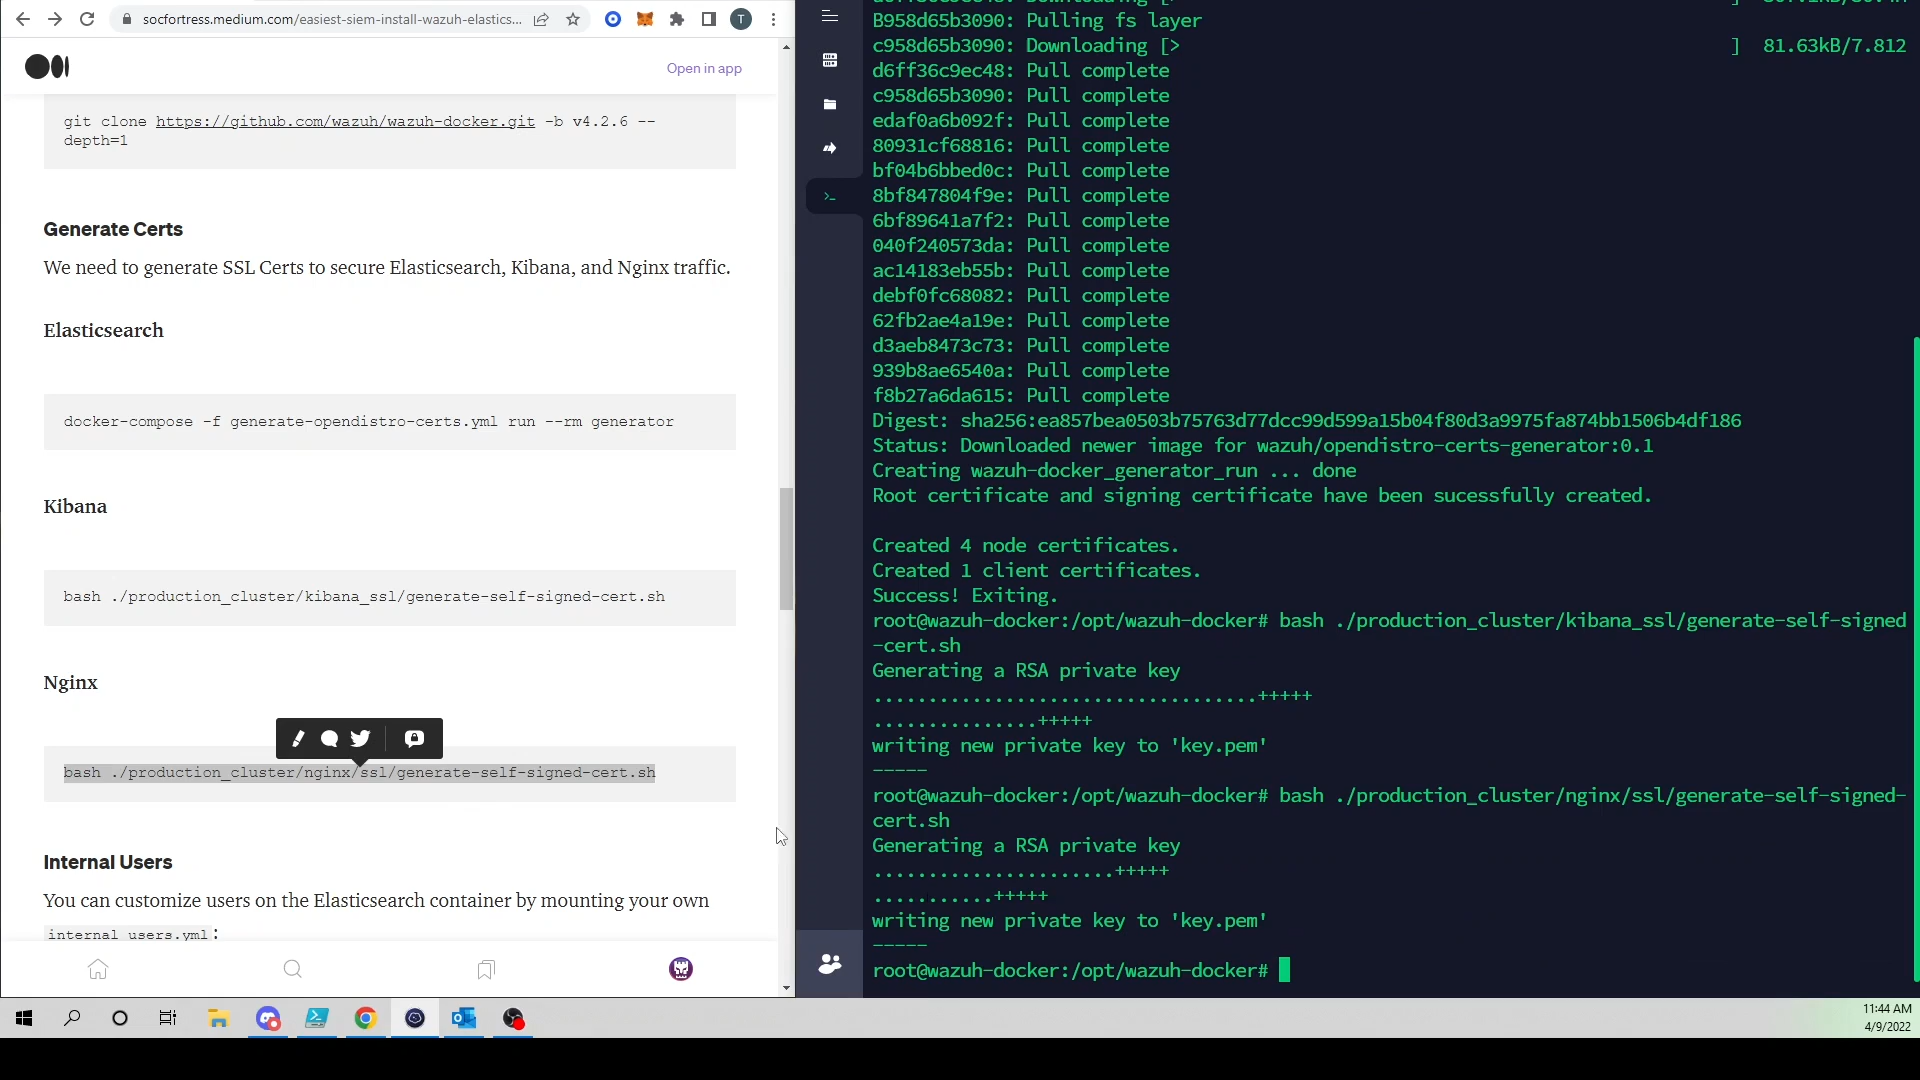 socfortress.medium.com/easiest-siem-install-wazuh-elastics...
T
Open in app
git clone https://github.com/wazuh/wazuh-docker.git -b v4.2.6 --
depth=1
Generate Certs
We need to generate SSL Certs to secure Elasticsearch, Kibana, and Nginx traffic.
Elasticsearch
docker-compose -f generate-opendistro-certs.yml run --rm generator
Kibana
bash ./production_cluster/kibana_ssl/generate-self-signed-cert.sh
Nginx
bash ./production_cluster/nginx/ssl/generate-self-signed-cert.sh
Internal Users
You can customize users on the Elasticsearch container by mounting your own
internal_users.yml:
B958d65b3090: Pulling fs layer
c958d65b3090: Downloading [> ] 81.63kB/7.812
d6ff36c9ec48: Pull complete
c958d65b3090: Pull complete
edaf0a6b092f: Pull complete
80931cf68816: Pull complete
bf04b6bbed0c: Pull complete
8bf847804f9e: Pull complete
6bf89641a7f2: Pull complete
040f240573da: Pull complete
ac14183eb55b: Pull complete
debf0fc68082: Pull complete
62fb2ae4a19e: Pull complete
d3aeb8473c73: Pull complete
939b8ae6540a: Pull complete
f8b27a6da615: Pull complete
Digest: sha256:ea857bea0503b75763d77dcc99d599a15b04f80d3a9975fa874bb1506b4df186
Status: Downloaded newer image for wazuh/opendistro-certs-generator:0.1
Creating wazuh-docker_generator_run ... done
Root certificate and signing certificate have been sucessfully created.
Created 4 node certificates.
Created 1 client certificates.
Success! Exiting.
root@wazuh-docker:/opt/wazuh-docker# bash ./production_cluster/kibana_ssl/generate-self-signed
-cert.sh
Generating a RSA private key
...................................+++++
...............+++++
writing new private key to 'key.pem'
-----
root@wazuh-docker:/opt/wazuh-docker# bash ./production_cluster/nginx/ssl/generate-self-signed-
cert.sh
Generating a RSA private key
......................+++++
...........+++++
writing new private key to 'key.pem'
-----
root@wazuh-docker:/opt/wazuh-docker#
11:44 AM
4/9/2022